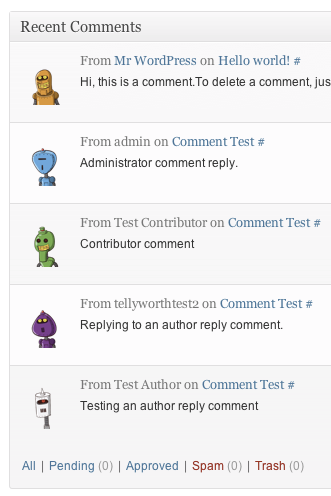 Recent Comments
From Mr WordPress on Hello world! #
Hi, this is a comment.To delete a comment, jus
From admin on Comment Test #
Administrator comment reply.
From Test Contributor on Comment Test #
Contributor comment
From tellyworthtest2 on Comment Test #
Replying to an author reply comment.
From Test Author on Comment Test #
Testing an author reply comment
All | Pending (0) | Approved | Spam (0) | Trash (0)